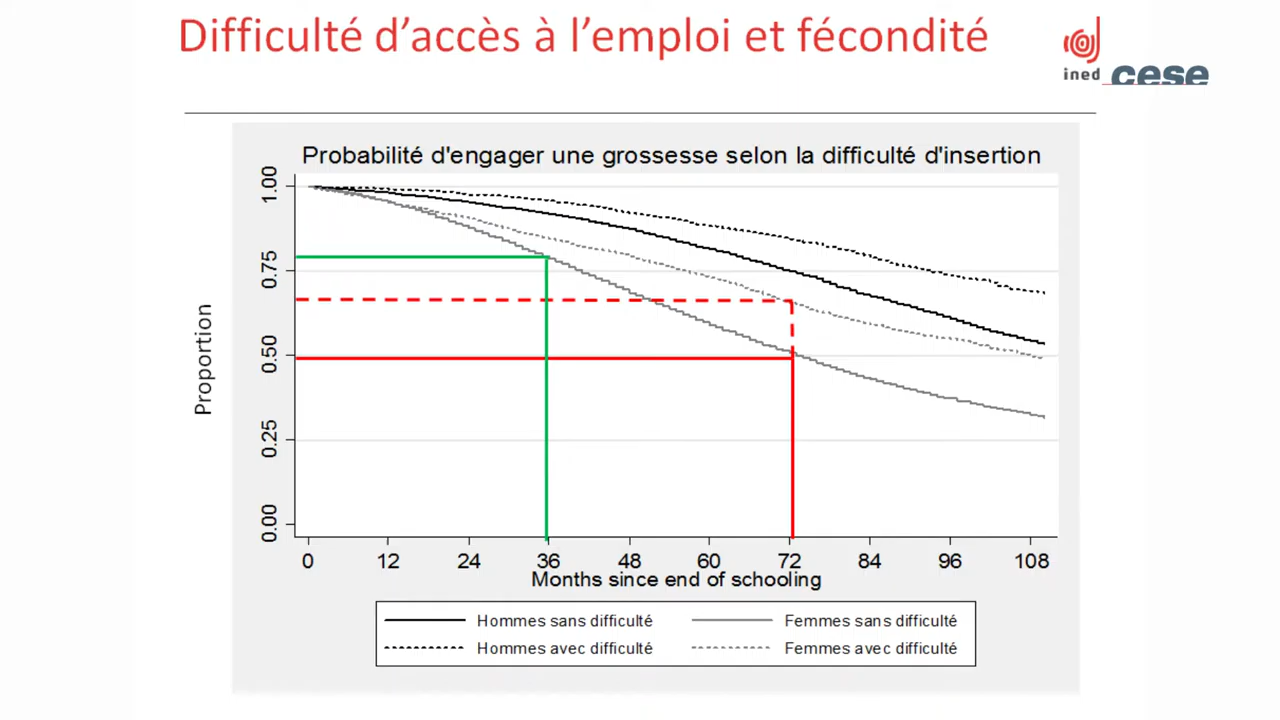 Difficulté d'accès à l'emploi et fécondité
ined
cese
Probabilité d'engager une grossesse selon la difficulté d'insertion
Proportion
1.00
0.75
0.50
0.25
0.00
0 12 24 36 48 60 72 84 96 108
Months since end of schooling
Hommes sans difficulté Femmes sans difficulté
Hommes avec difficulté Femmes avec difficulté